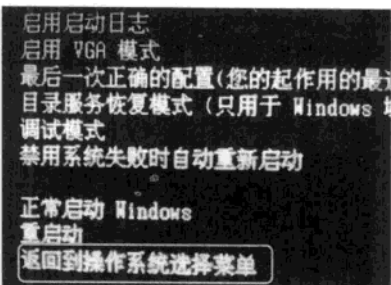 启用启动日志
启用 VGA 模式
最后一次正确的配置(您的起作用的最
目录服务恢复模式 (只用于 Windows
调试模式
禁用系统失败时自动重新启动
正常启动 Windows
重启动
返回到操作系统选择菜单